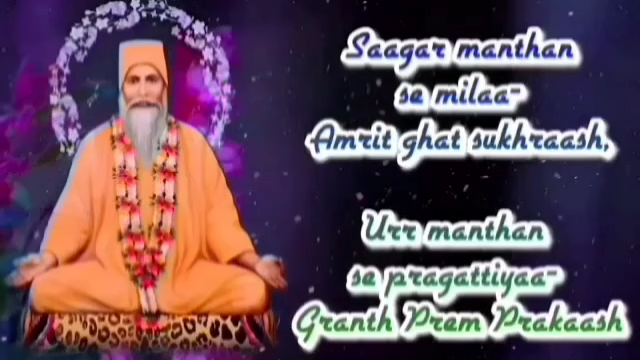 Saagar manthan
se milaa-
Amrit ghat sukhraash,
Urr manthan
se pragattiyaa-
Granth Prem Prakaash